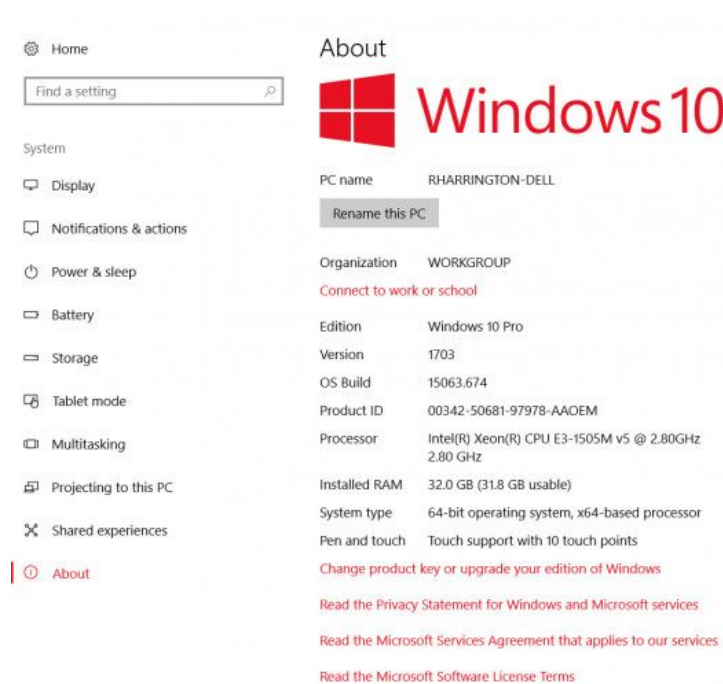 Home
Find a setting
System
Display
Notifications & actions
Power & sleep
Battery
Storage
Tablet mode
Multitasking
Projecting to this PC
Shared experiences
About
About
Windows 10
PC name RHARRINGTON-DELL
Rename this PC
Organization WORKGROUP
Connect to work or school
Edition Windows 10 Pro
Version 1703
OS Build 15063.674
Product ID 00342-50681-97978-AAOEM
Processor Intel(R) Xeon(R) CPU E3-1505M v5 @ 2.80GHz
2.80 GHz
Installed RAM 32.0 GB (31.8 GB usable)
System type 64-bit operating system, x64-based processor
Pen and touch Touch support with 10 touch points
Change product key or upgrade your edition of Windows
Read the Privacy Statement for Windows and Microsoft services
Read the Microsoft Services Agreement that applies to our services
Read the Microsoft Software License Terms